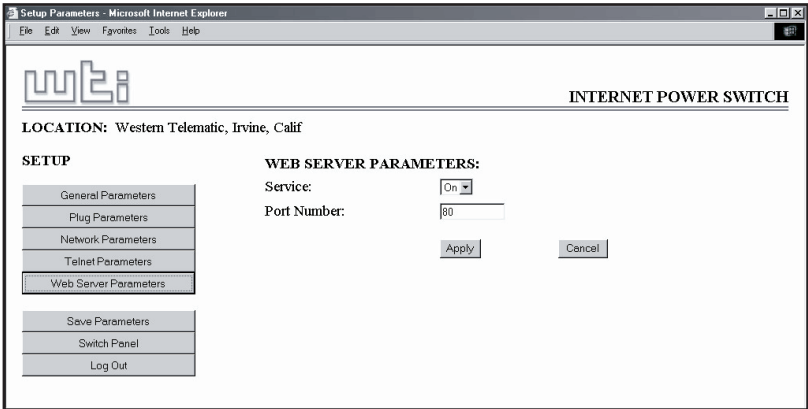 Setup Parameters - Microsoft Internet Explorer
File Edit View Favorites Tools Help
wti
INTERNET POWER SWITCH
LOCATION: Western Telematic, Irvine, Calif
SETUP
General Parameters
Plug Parameters
Network Parameters
Telnet Parameters
Web Server Parameters
Save Parameters
Switch Panel
Log Out
WEB SERVER PARAMETERS:
Service: On
Port Number: 80
Apply Cancel